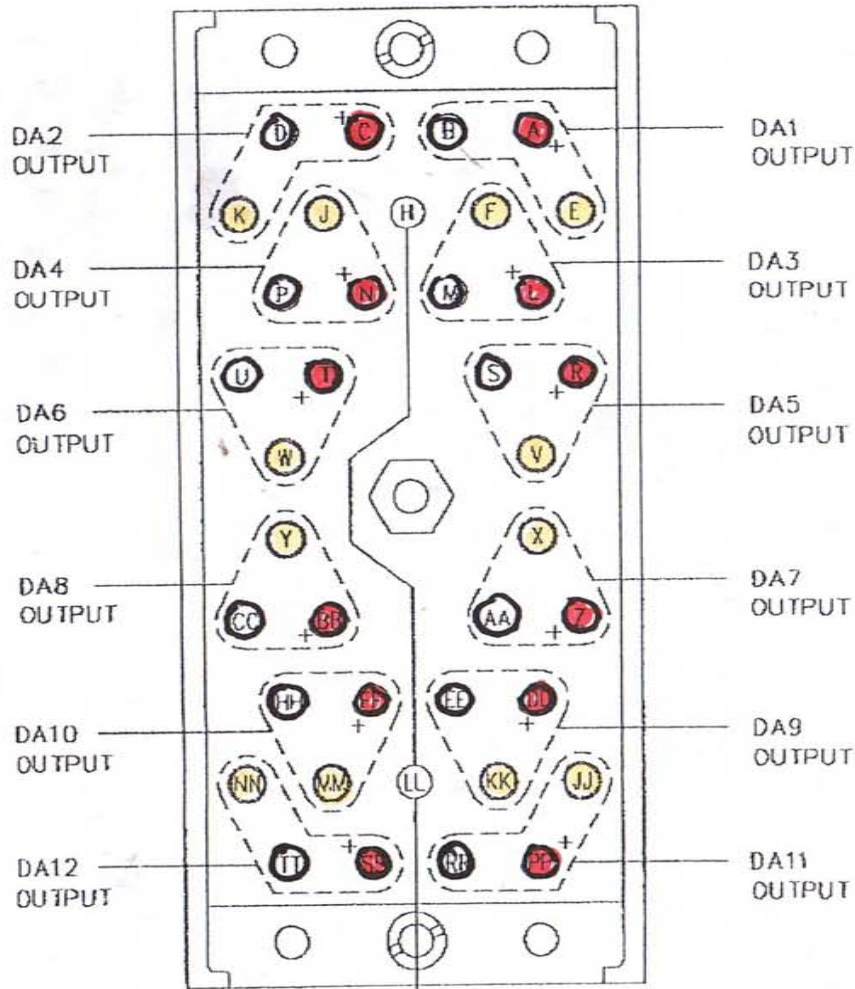 DA2
OUTPUT
D
+
C
B
A
+
DA1
OUTPUT
K
J
H
F
E
DA4
OUTPUT
P
+
N
M
+
L
DA3
OUTPUT
U
T
+
S
R
+
DA6
OUTPUT
DA5
OUTPUT
W
V
Y
X
DA8
OUTPUT
CC
BB
+
AA
Z
+
DA7
OUTPUT
HH
+
EE
DD
+
DA10
OUTPUT
DA9
OUTPUT
NN
MM
LL
KK
JJ
DA12
OUTPUT
TT
+
SS
RR
PP
+
DA11
OUTPUT